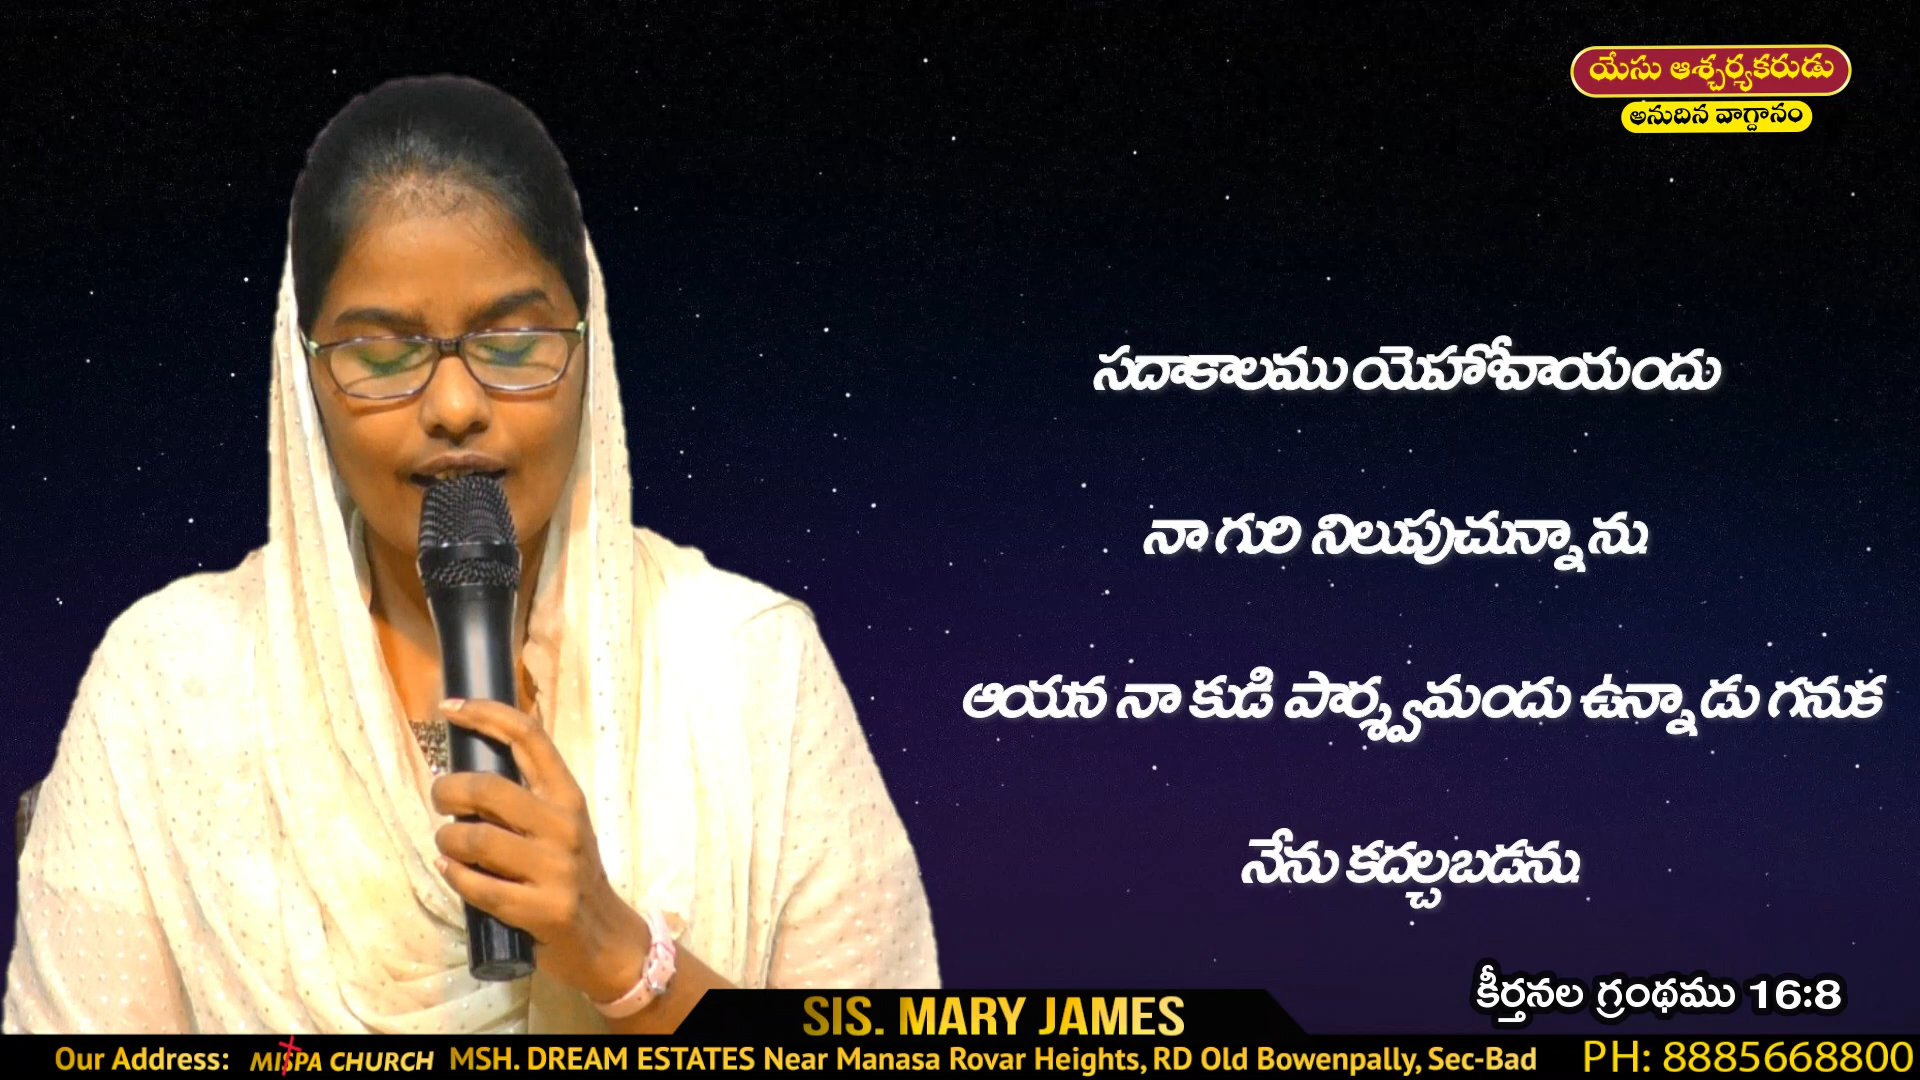 యేసు ఆశ్చర్యకరుడు
అనుదిన వాగ్దానం
సదాకాలము యెహోవాయందు
నా గురి నిలుపుచున్నాను
ఆయన నా కుడి పార్శ్వమందు ఉన్నాడు గనుక
నేను కదల్చబడను
కీర్తనల గ్రంథము 16:8
SIS. MARY JAMES
Our Address: MISPA CHURCH MSH. DREAM ESTATES Near Manasa Rovar Heights, RD Old Bowenpally, Sec-Bad PH: 8885668800